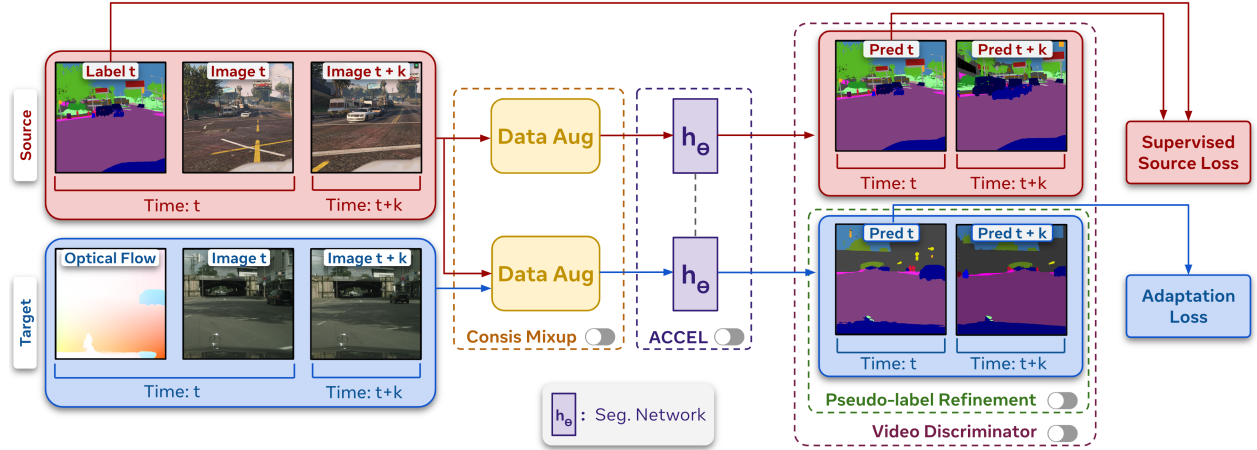 Source
Label t
Image t
Image t + k
Time: t
Time: t+k
Target
Optical Flow
Image t
Image t + k
Time: t
Time: t+k
Data Aug
Data Aug
Consis Mixup
hθ
hθ
ACCEL
hθ : Seg. Network
Pred t
Pred t + k
Time: t
Time: t+k
Pred t
Pred t + k
Time: t
Time: t+k
Pseudo-label Refinement
Video Discriminator
Supervised
Source Loss
Adaptation
Loss